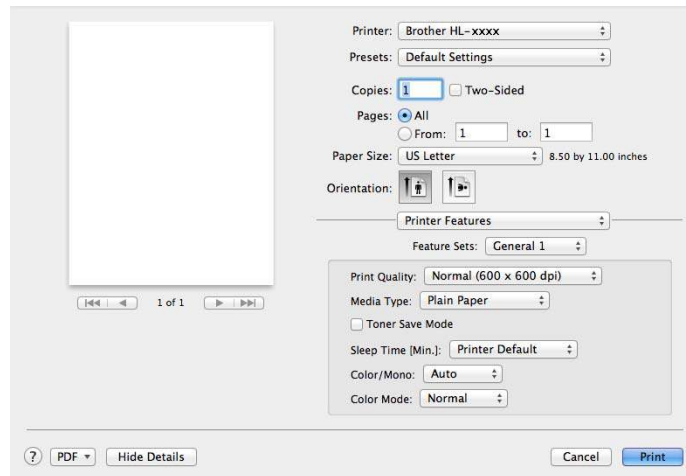 Printer: Brother HL-xxxx
Presets: Default Settings
Copies: 1 Two-Sided
Pages: All
From: 1 to: 1
Paper Size: US Letter 8.50 by 11.00 inches
Orientation:
Printer Features
Feature Sets: General 1
Print Quality: Normal (600 x 600 dpi)
1 of 1
Media Type: Plain Paper
Toner Save Mode
Sleep Time [Min.]: Printer Default
Color/Mono: Auto
Color Mode: Normal
? PDF Hide Details Cancel Print